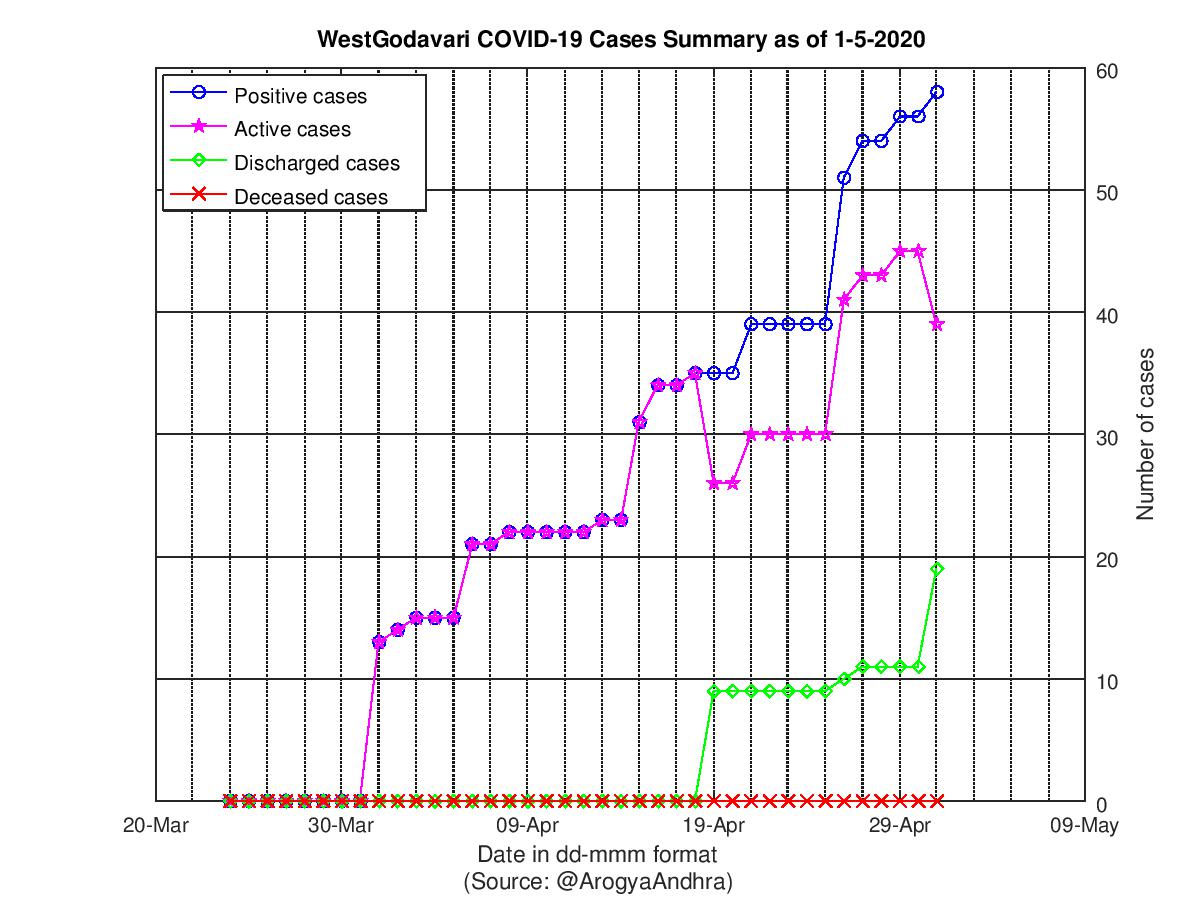 WestGodavari COVID-19 Cases Summary as of 1-5-2020
Positive cases
Active cases
Discharged cases
Deceased cases
60
50
40
30
20
10
0
Number of cases
20-Mar 30-Mar 09-Apr 19-Apr 29-Apr 09-May
Date in dd-mmm format
(Source: @ArogyaAndhra)